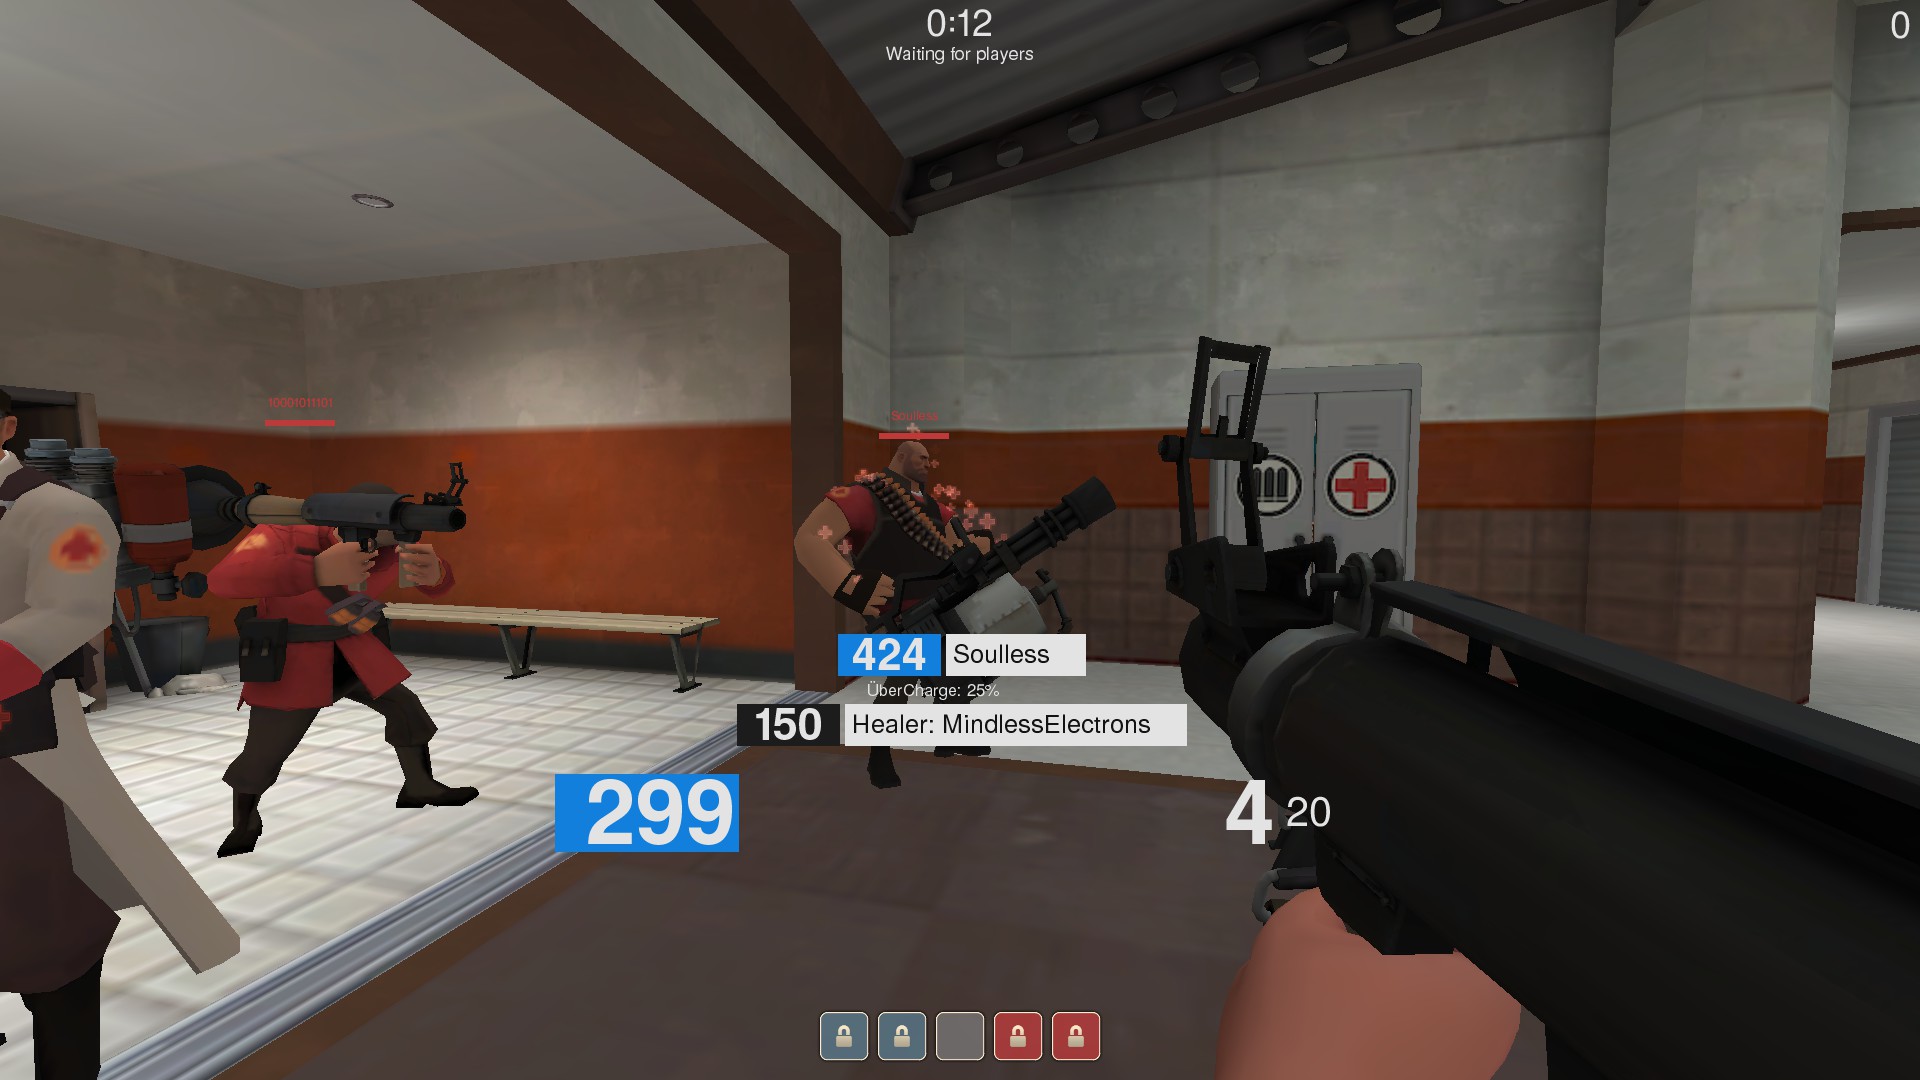 0:12
Waiting for players
0
10001011101
Soulless
424 Soulless
ÜberCharge: 25%
150 Healer: MindlessElectrons
299
4 20